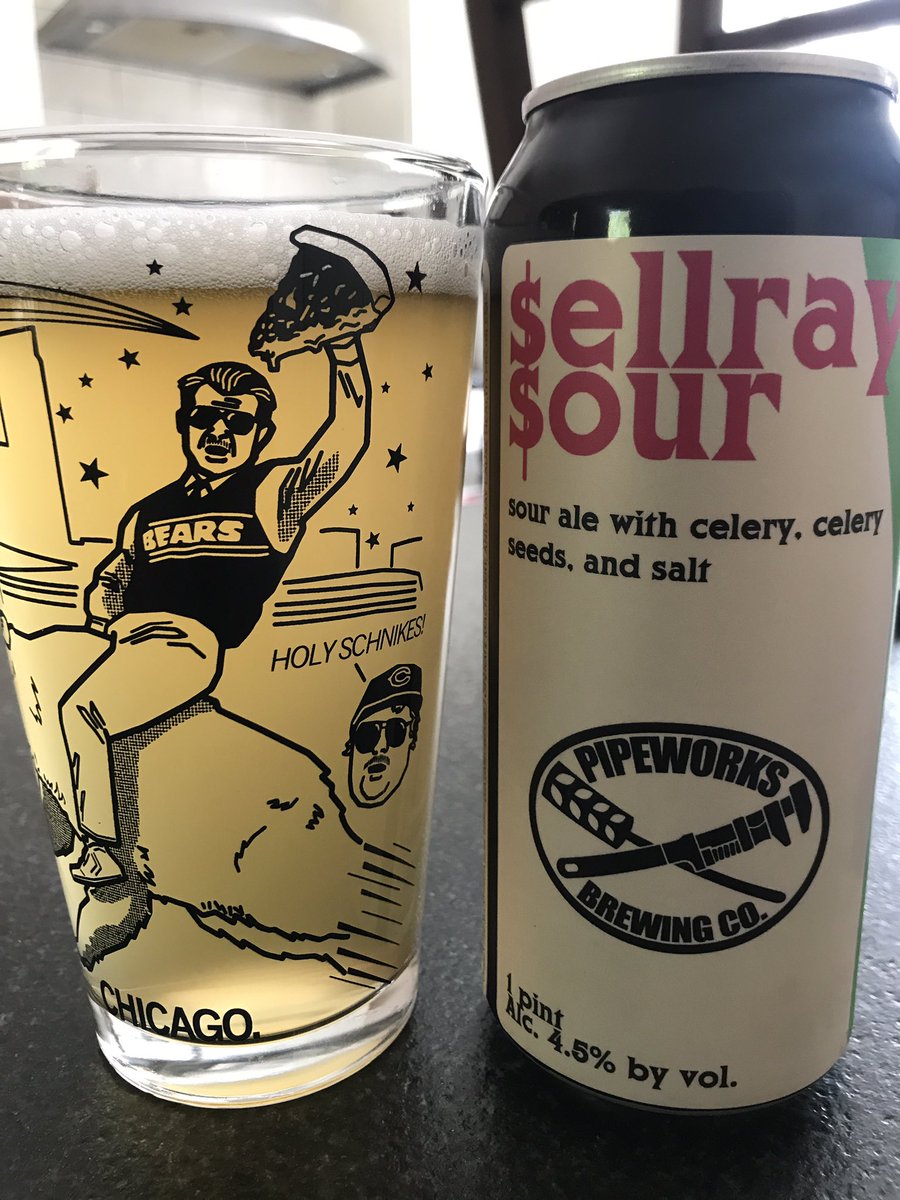 BEARS
HOLY SCHNIKES!
C
CHICAGO.
$ellray
$our
sour ale with celery, celery
seeds, and salt
PIPEWORKS
BREWING CO.
1 pint
Alc. 4.5% by vol.